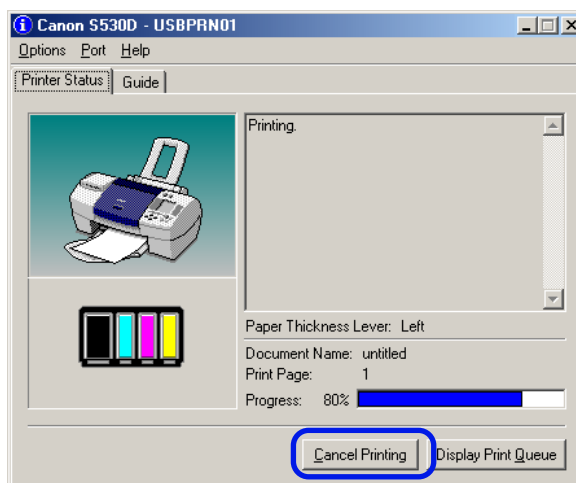 Canon S530D - USBPRN01
Options Port Help
Printer Status Guide
Printing.
Paper Thickness Lever: Left
Document Name: untitled
Print Page: 1
Progress: 80%
Cancel Printing Display Print Queue